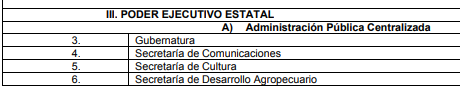 III. PODER EJECUTIVO ESTATAL
A) Administración Pública Centralizada
3. Gubernatura
4. Secretaría de Comunicaciones
5. Secretaría de Cultura
6. Secretaría de Desarrollo Agropecuario